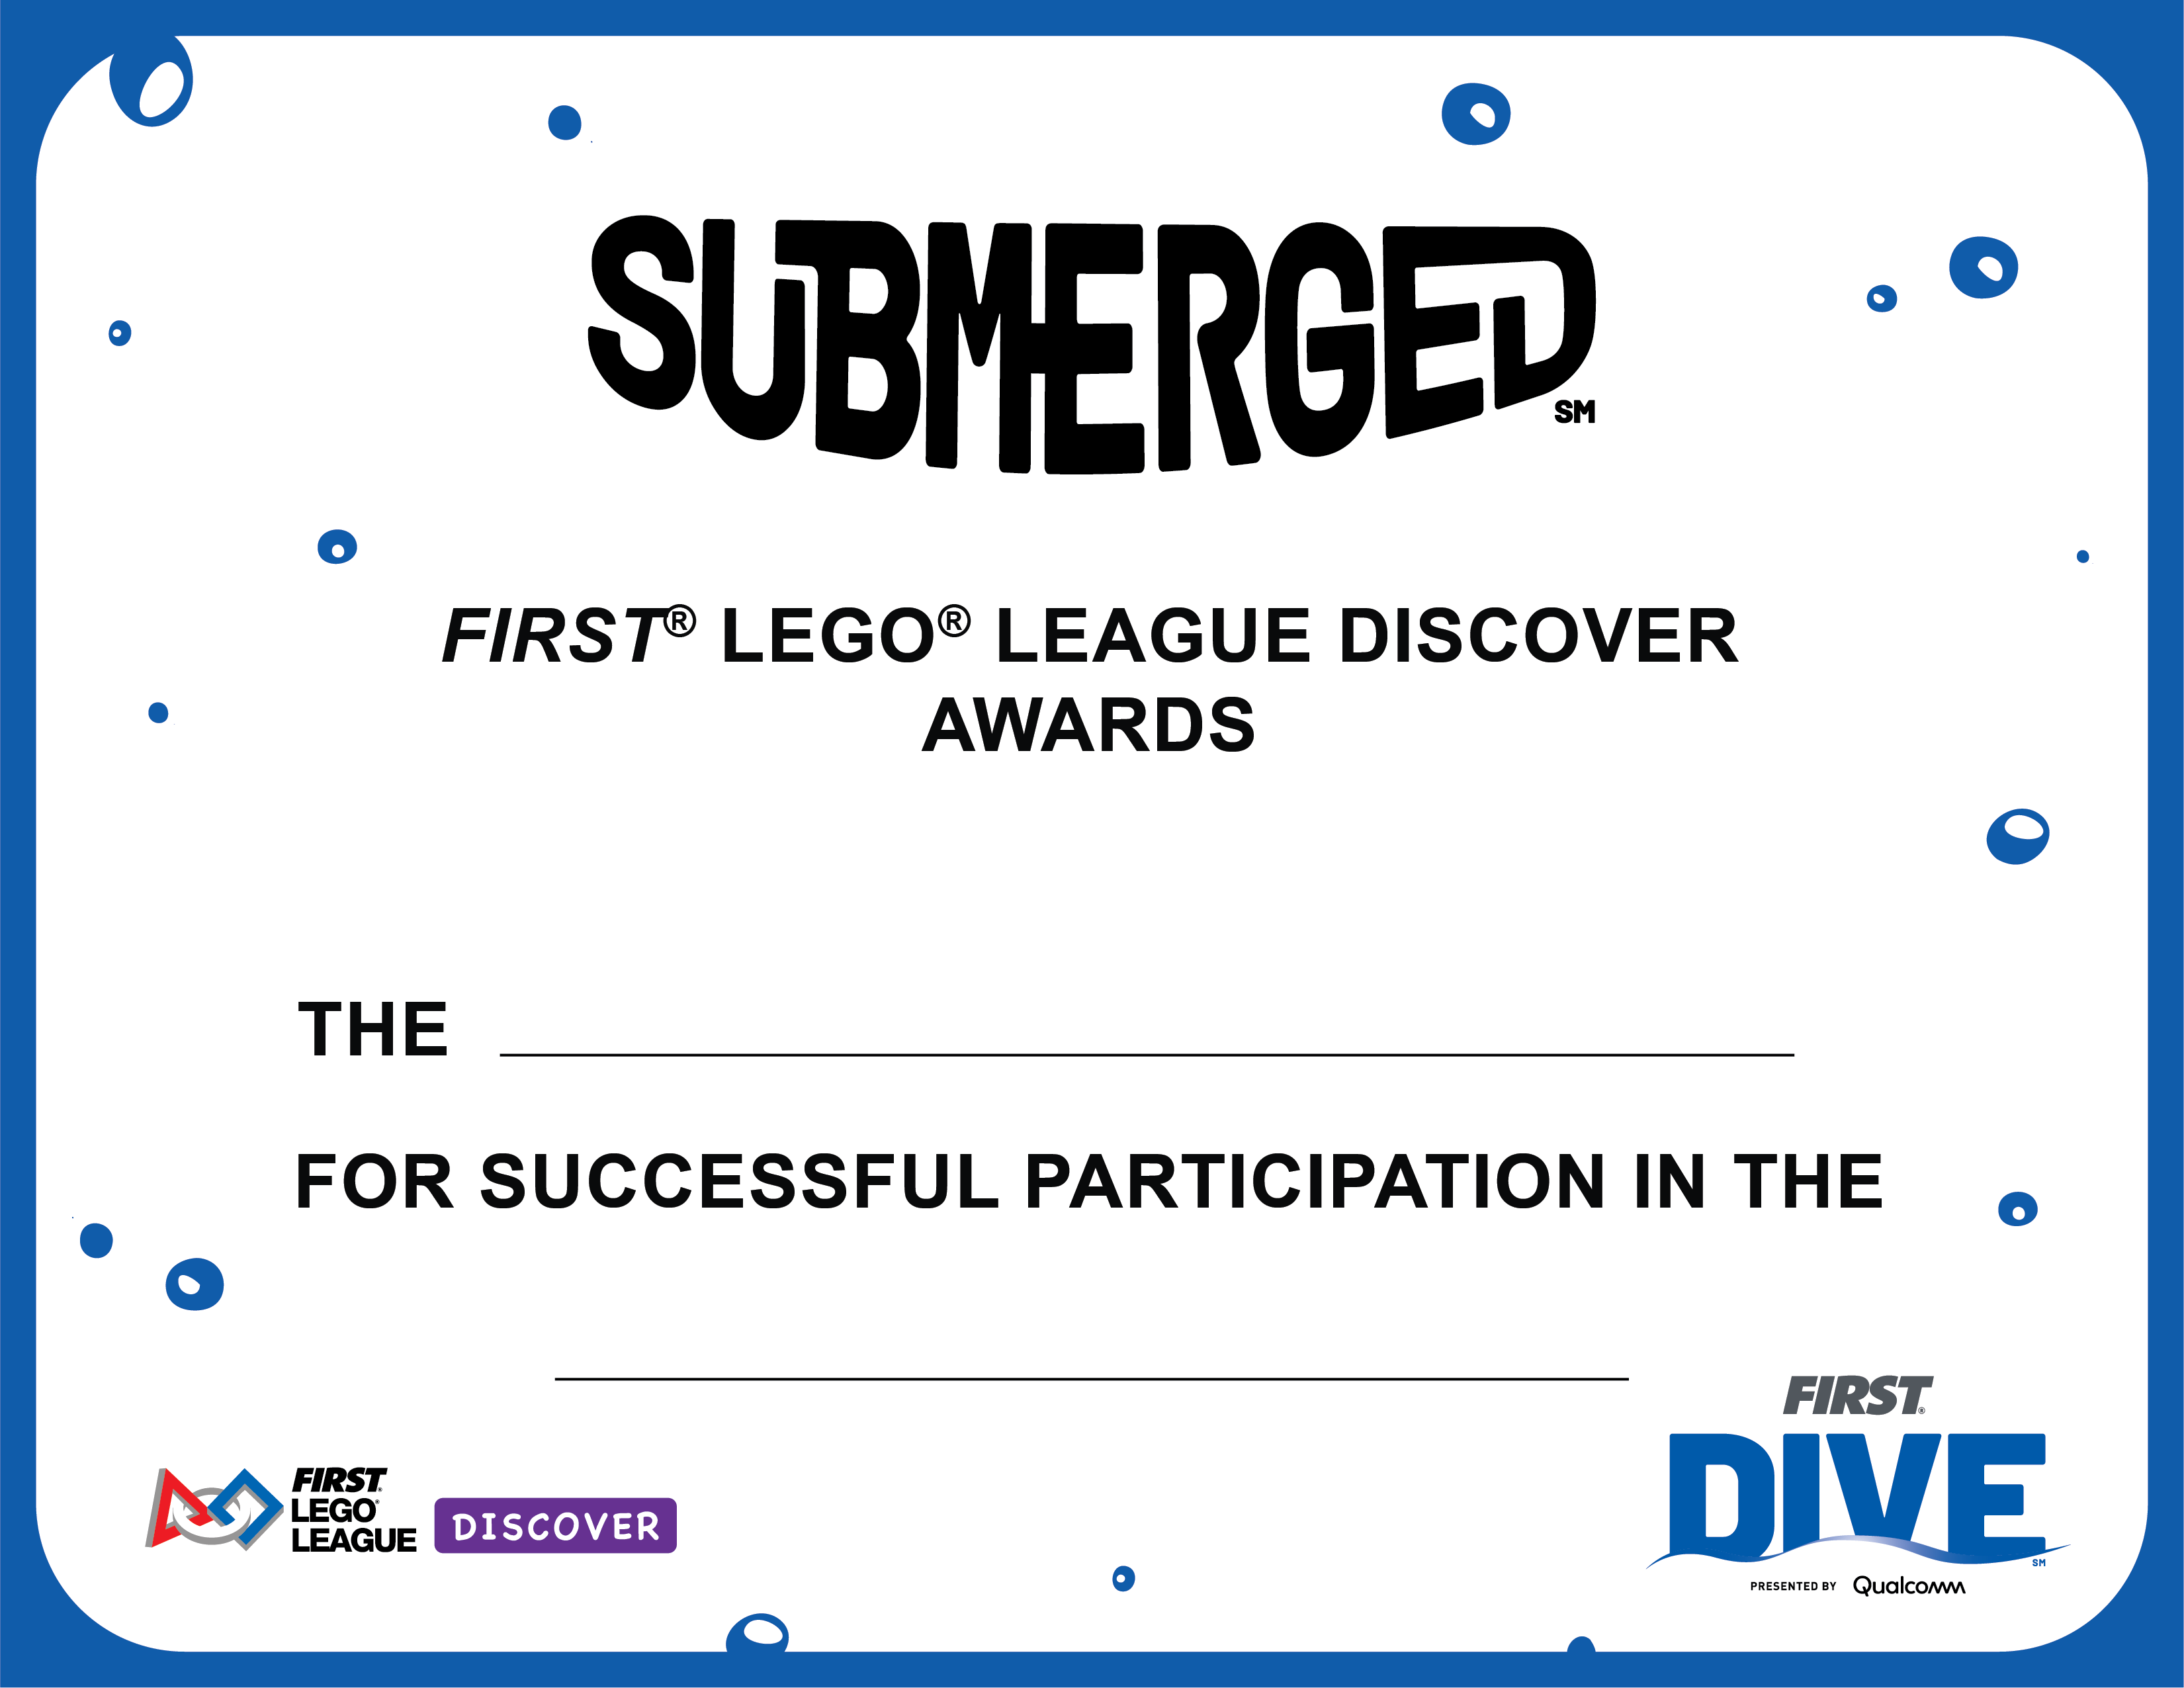 SUBMERGED SM
FIRST® LEGO® LEAGUE DISCOVER
AWARDS
THE
FOR SUCCESSFUL PARTICIPATION IN THE
FIRST®
LEGO®
LEAGUE
DISCOVER
FIRST®
DIVE SM
PRESENTED BY Qualcomm